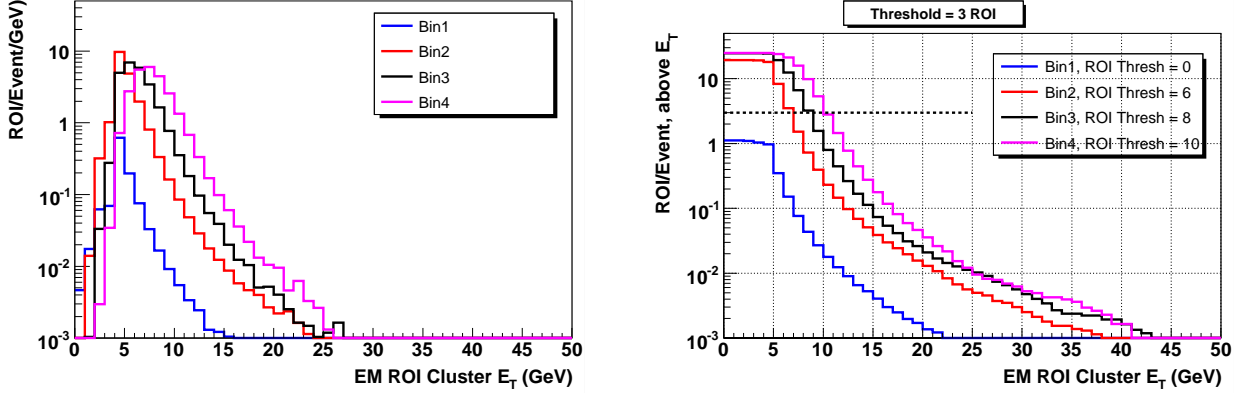 ROI/Event/GeV
10
1
10-1
10-2
10-3
0 5 10 15 20 25 30 35 40 45 50
EM ROI Cluster ET (GeV)
Bin1
Bin2
Bin3
Bin4
Threshold = 3 ROI
ROI/Event, above ET
10
1
10-1
10-2
10-3
0 5 10 15 20 25 30 35 40 45 50
EM ROI Cluster ET (GeV)
Bin1, ROI Thresh = 0
Bin2, ROI Thresh = 6
Bin3, ROI Thresh = 8
Bin4, ROI Thresh = 10